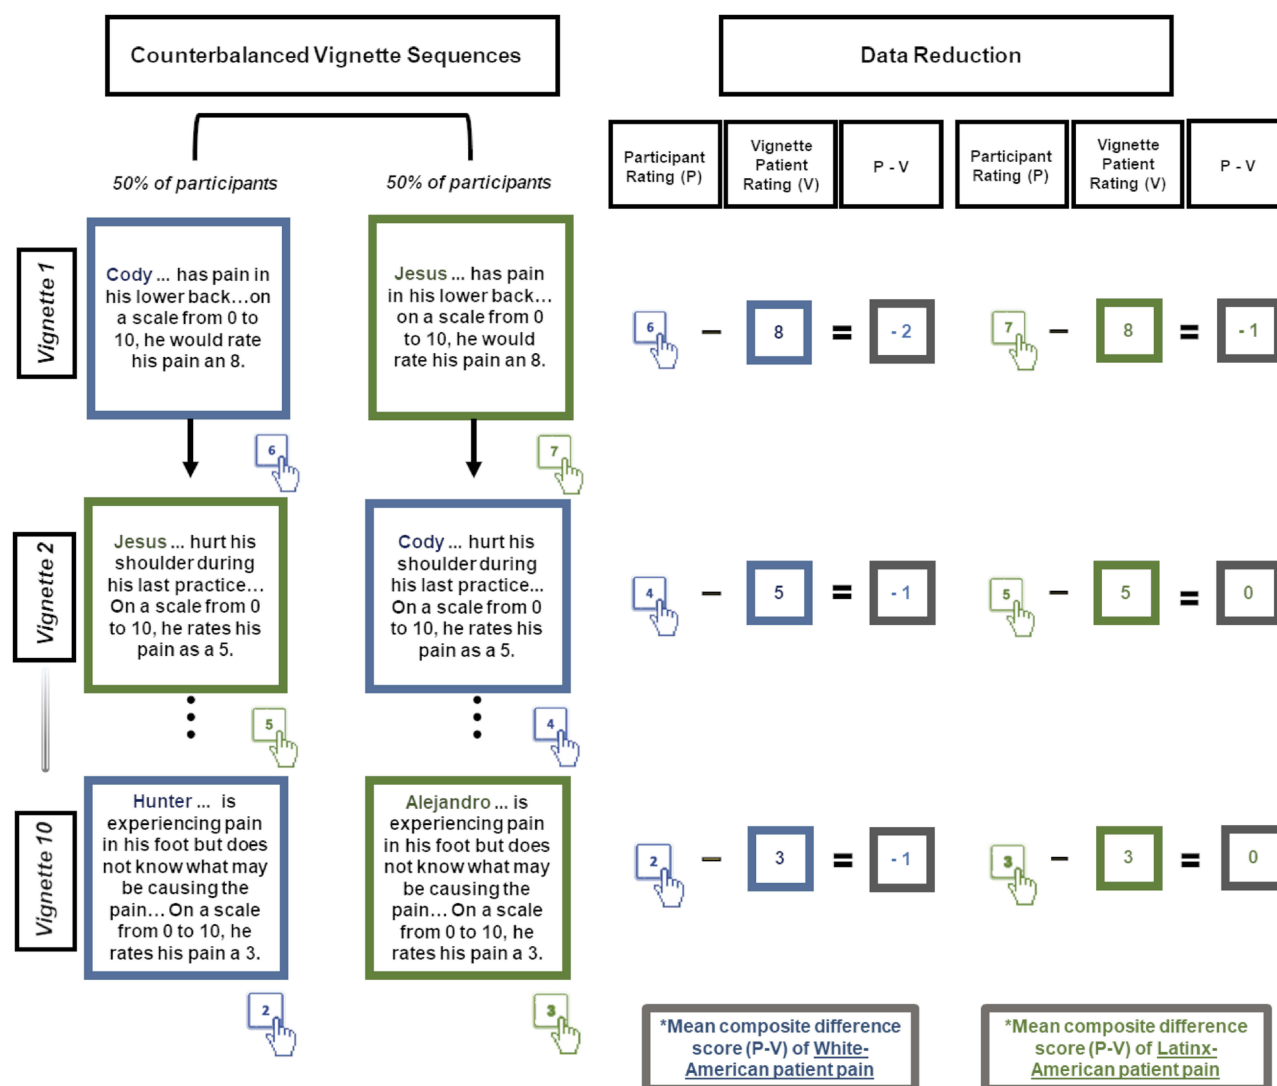 Counterbalanced Vignette Sequences
Data Reduction
50% of participants
50% of participants
Participant
Rating (P)
Vignette
Patient
Rating (V)
P - V
Participant
Rating (P)
Vignette
Patient
Rating (V)
P - V
Vignette 1
Cody ... has pain in
his lower back...on
a scale from 0 to
10, he would rate
his pain an 8.
6
Jesus ... has pain
in his lower back...
on a scale from 0
to 10, he would
rate his pain an 8.
7
6 – 8 = - 2
7 – 8 = - 1
Vignette 2
Jesus ... hurt his
shoulder during
his last practice...
On a scale from 0
to 10, he rates his
pain as a 5.
5
Cody ... hurt his
shoulder during
his last practice...
On a scale from 0
to 10, he rates his
pain as a 5.
4
4 – 5 = - 1
5 – 5 = 0
Vignette 10
Hunter ... is
experiencing pain
in his foot but does
not know what may
be causing the
pain... On a scale
from 0 to 10, he
rates his pain a 3.
2
Alejandro ... is
experiencing pain
in his foot but does
not know what may
be causing the
pain... On a scale
from 0 to 10, he
rates his pain a 3.
3
2 – 3 = - 1
3 – 3 = 0
*Mean composite difference
score (P-V) of White-
American patient pain
*Mean composite difference
score (P-V) of Latinx-
American patient pain